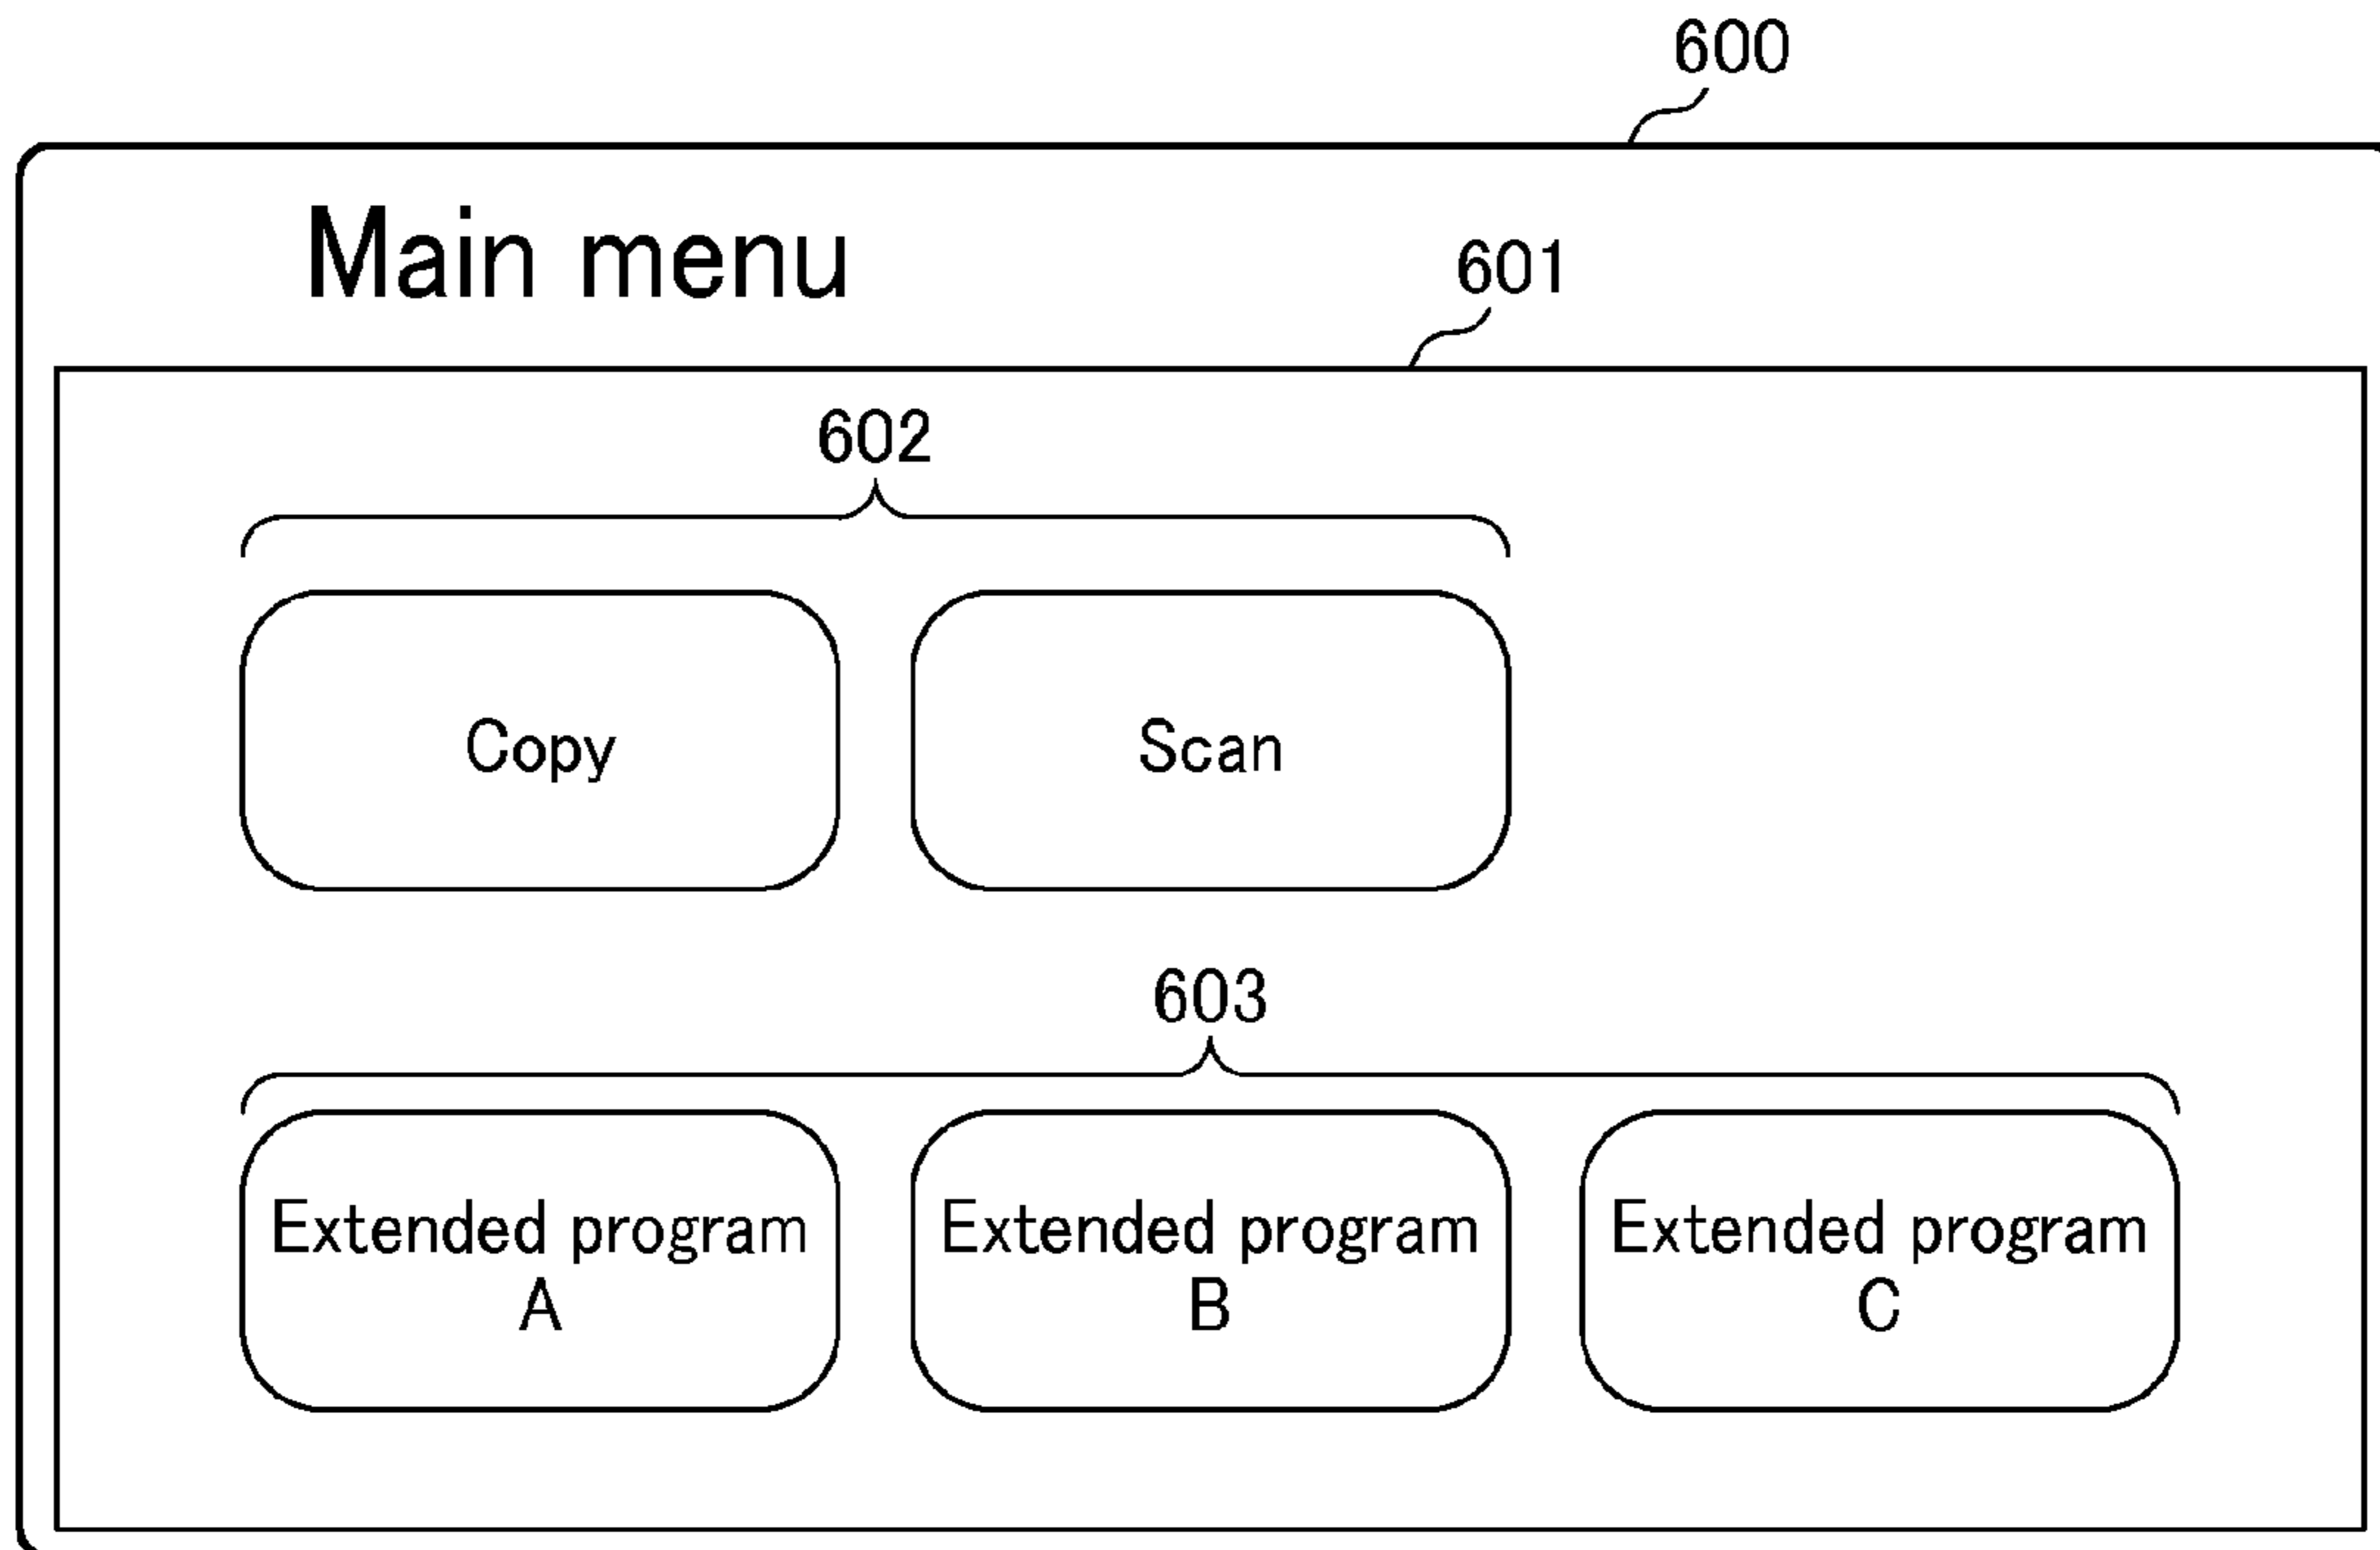 600
Main menu
601
602
Copy
Scan
603
Extended program
A
Extended program
B
Extended program
C